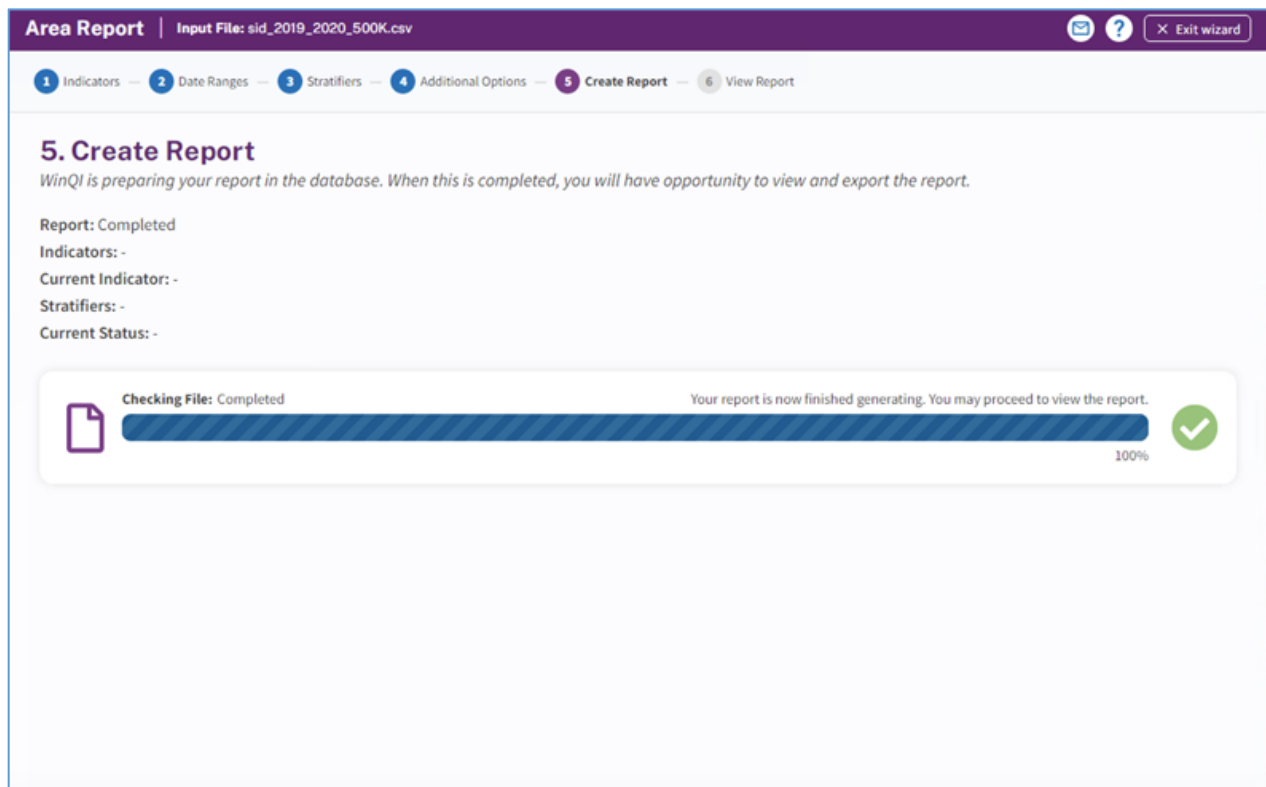 Area Report | Input File: sid_2019_2020_500K.csv ? × Exit wizard
1 Indicators — 2 Date Ranges — 3 Stratifiers — 4 Additional Options — 5 Create Report — 6 View Report
5. Create Report
WinQI is preparing your report in the database. When this is completed, you will have opportunity to view and export the report.
Report: Completed
Indicators: -
Current Indicator: -
Stratifiers: -
Current Status: -
Checking File: Completed Your report is now finished generating. You may proceed to view the report.
100%